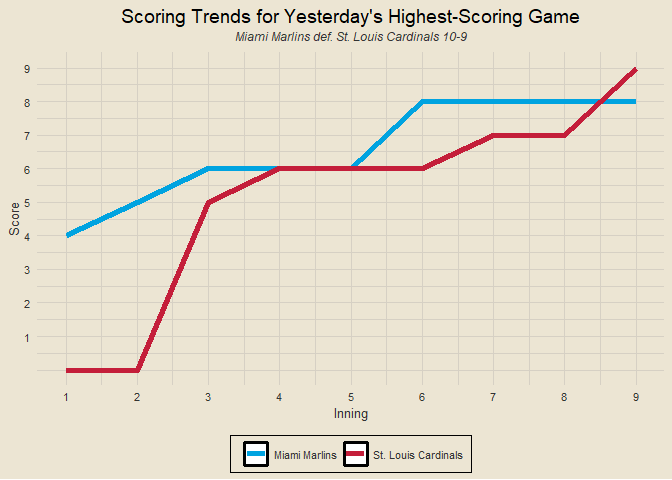 Scoring Trends for Yesterday's Highest-Scoring Game
Miami Marlins def. St. Louis Cardinals 10-9
9
8
7
6
5
4
3
2
1
Score
1 2 3 4 5 6 7 8 9
Inning
Miami Marlins St. Louis Cardinals